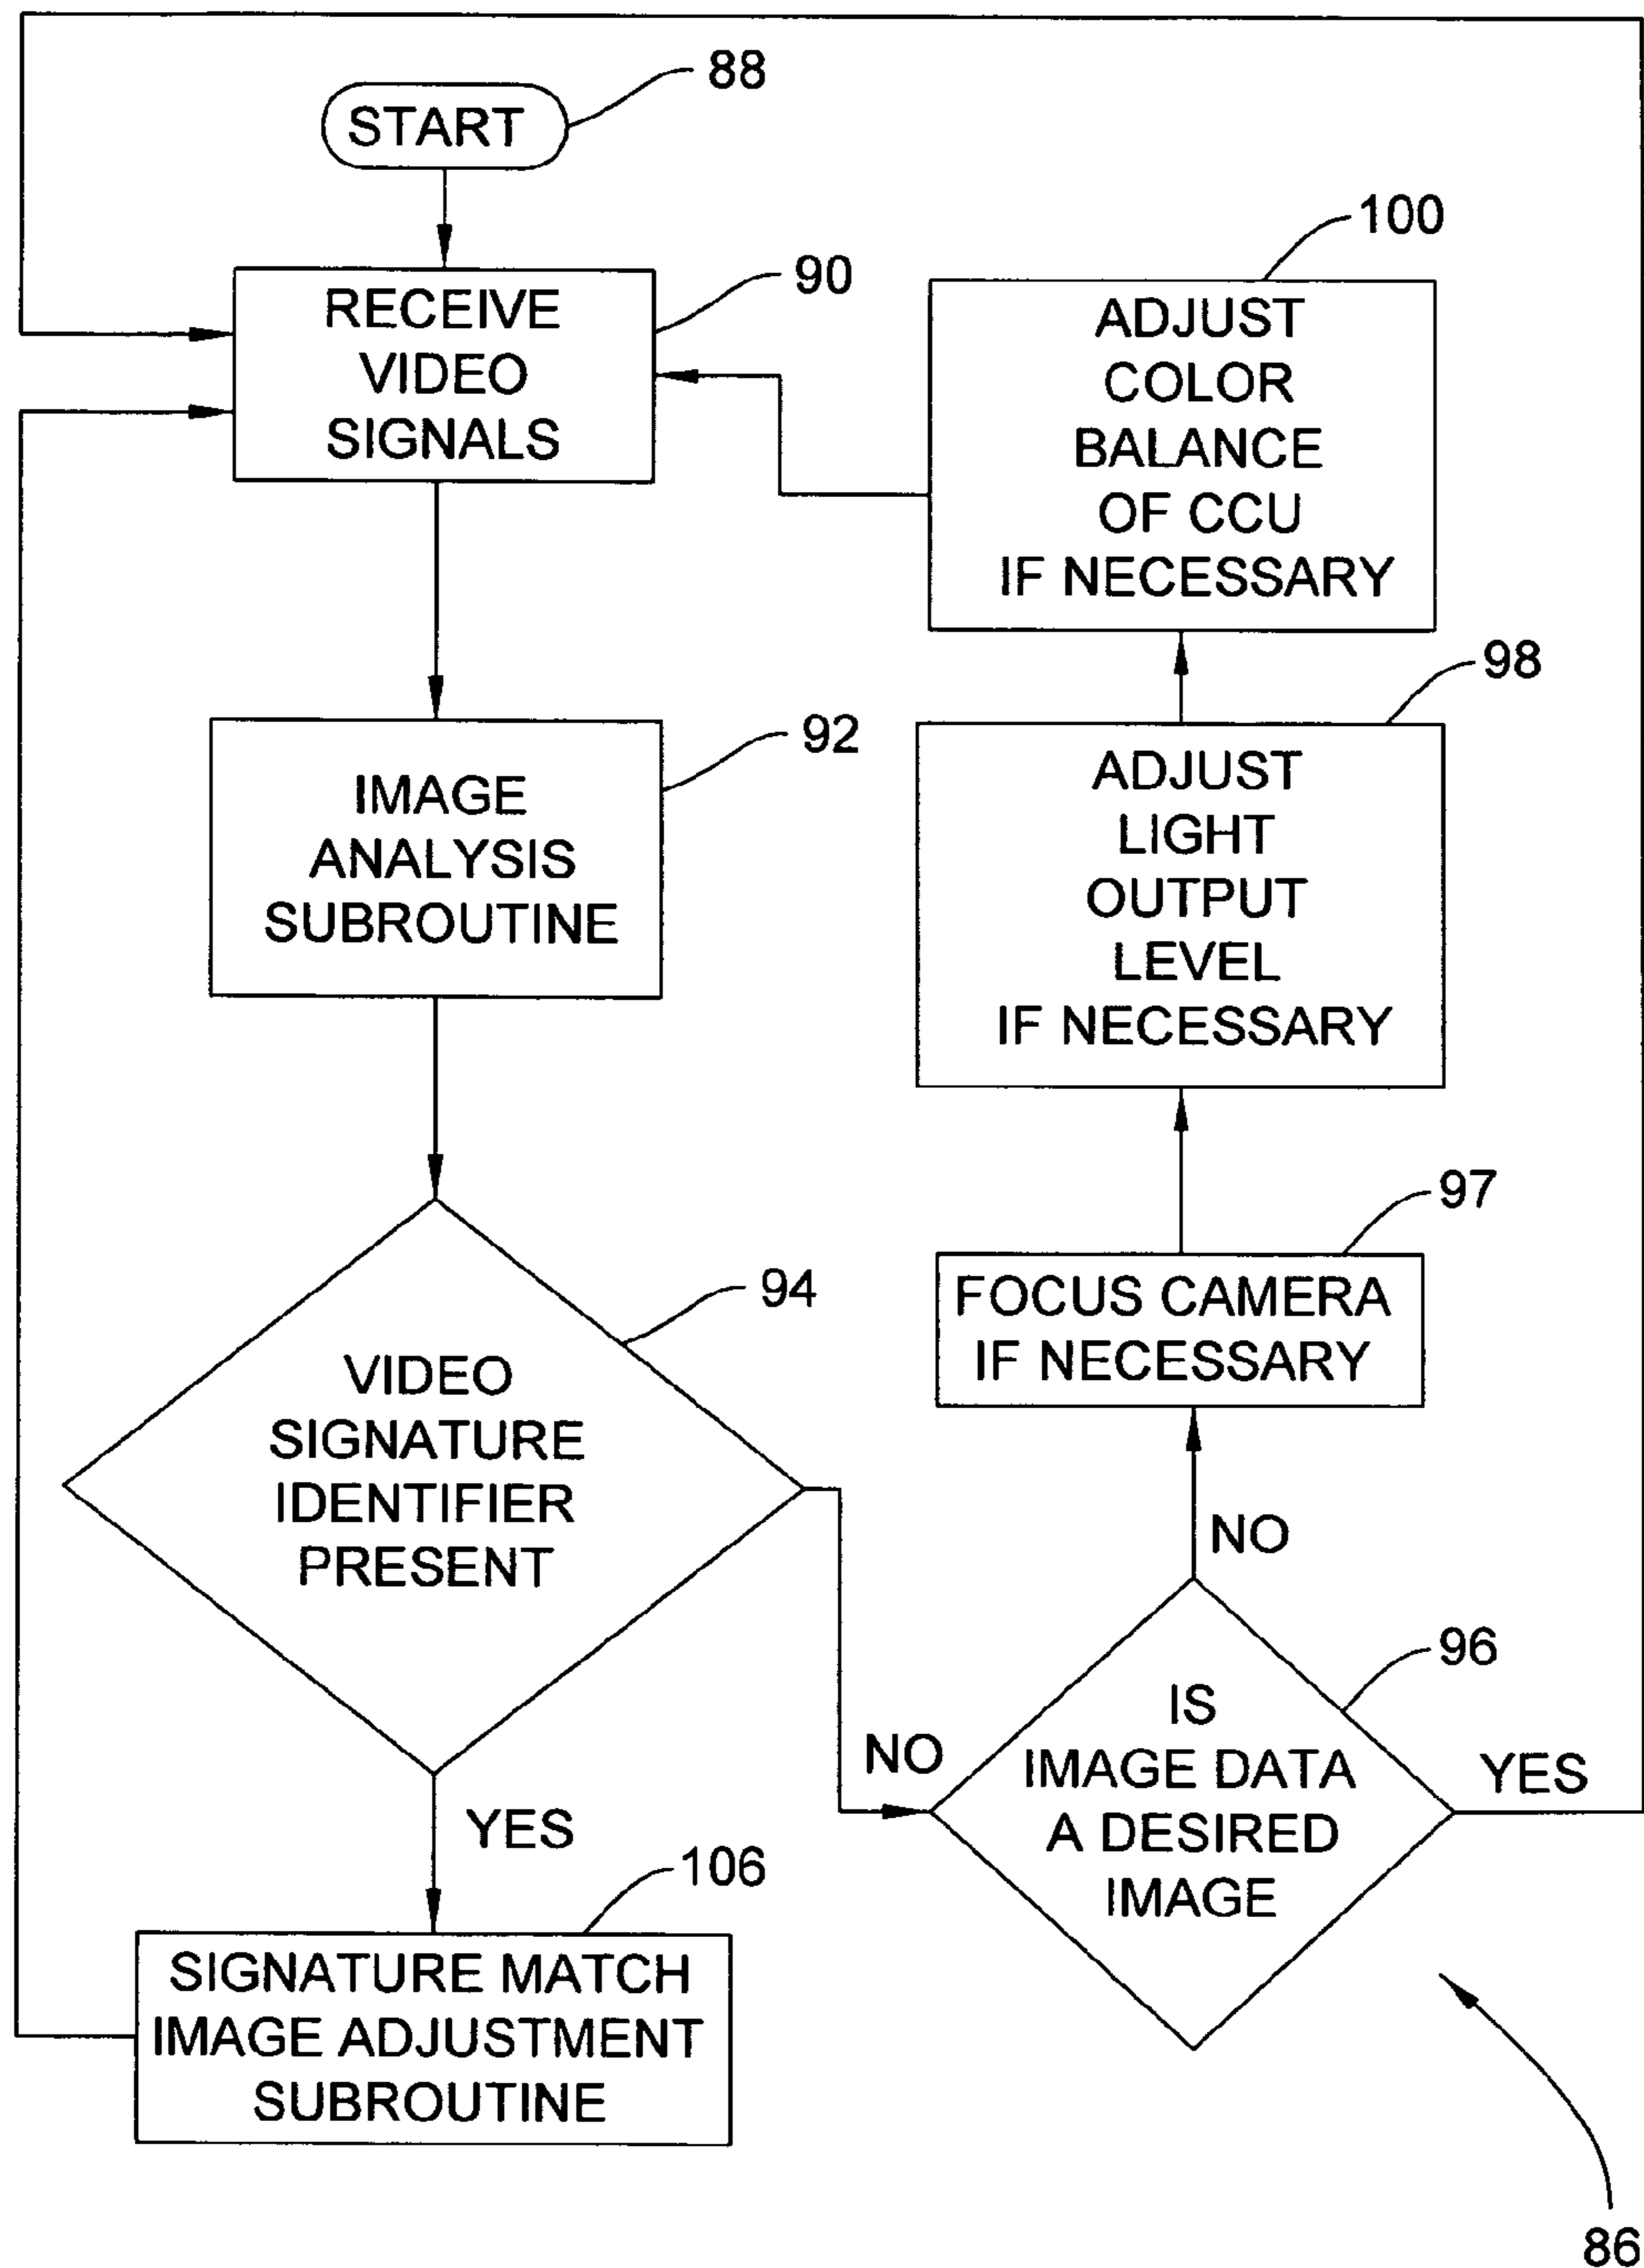 88
START
90
RECEIVE
VIDEO
SIGNALS
92
IMAGE
ANALYSIS
SUBROUTINE
94
VIDEO
SIGNATURE
IDENTIFIER
PRESENT
YES
106
SIGNATURE MATCH
IMAGE ADJUSTMENT
SUBROUTINE
100
ADJUST
COLOR
BALANCE
OF CCU
IF NECESSARY
98
ADJUST
LIGHT
OUTPUT
LEVEL
IF NECESSARY
97
FOCUS CAMERA
IF NECESSARY
NO
96
NO
IS
IMAGE DATA
A DESIRED
IMAGE
YES
86